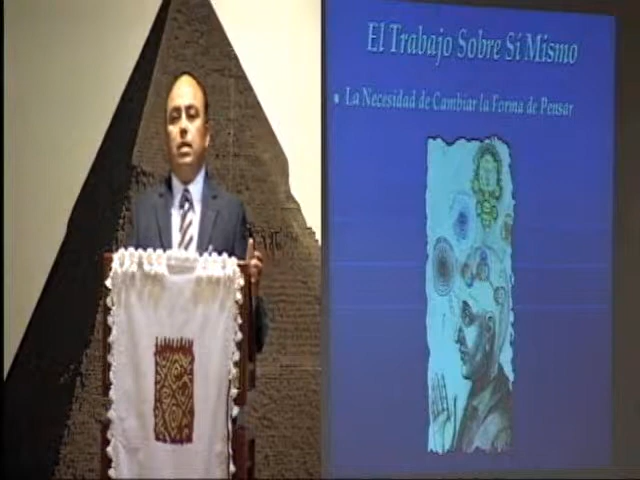 El Trabajo Sobre Sí Mismo
La Necesidad de Cambiar la Forma de Pensar